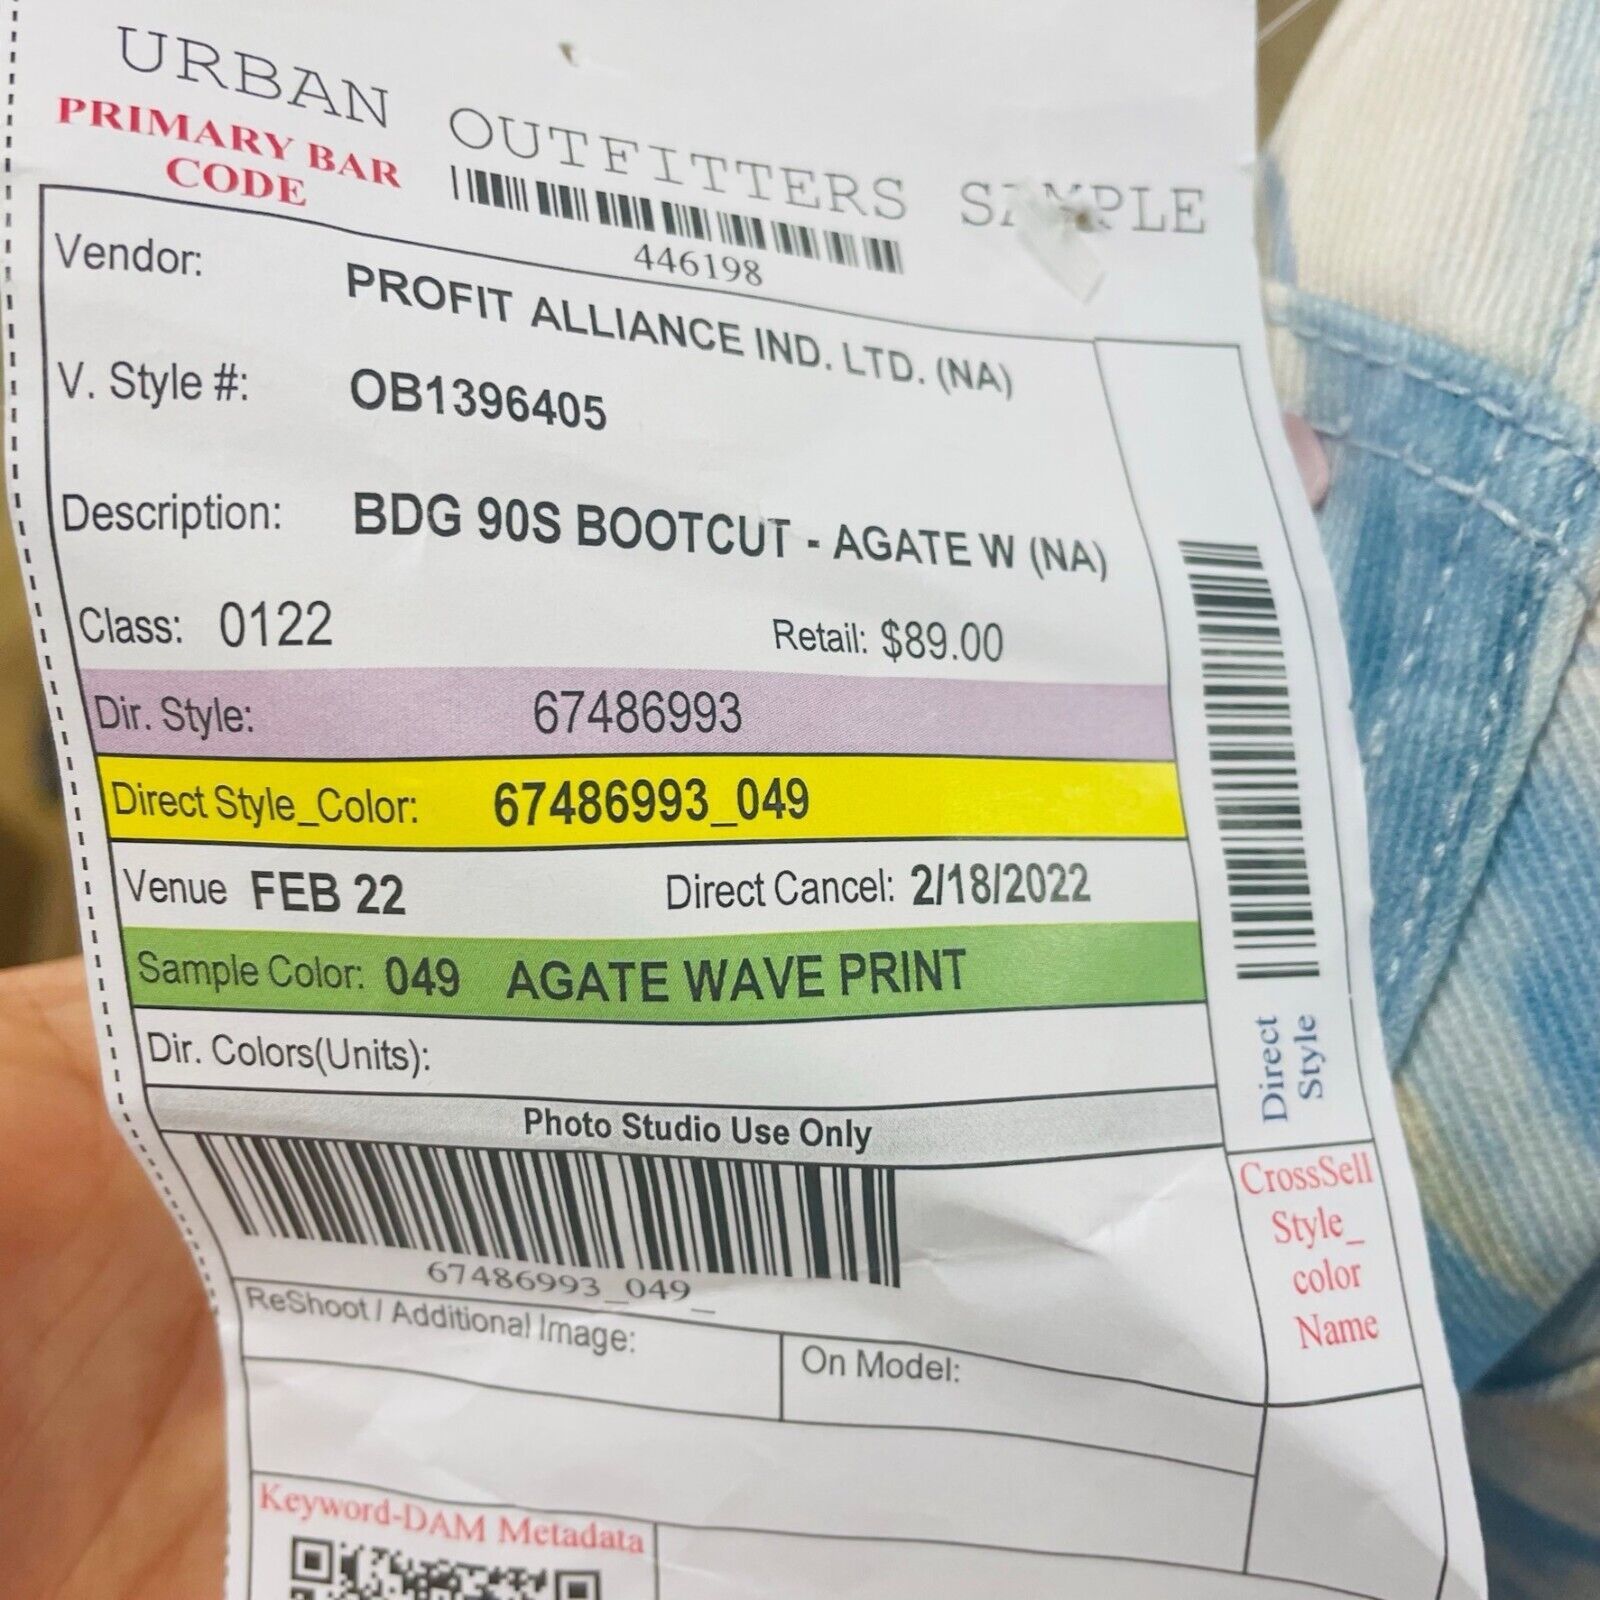 URBAN OUTFITTERS SAMPLE
PRIMARY BAR
CODE
446198
Vendor: PROFIT ALLIANCE IND. LTD. (NA)
V. Style #: OB1396405
Description: BDG 90S BOOTCUT - AGATE W (NA)
Class: 0122 Retail: $89.00
Dir. Style: 67486993
Direct Style_Color: 67486993_049
Venue FEB 22 Direct Cancel: 2/18/2022
Sample Color: 049 AGATE WAVE PRINT
Dir. Colors(Units):
Direct
Style
Photo Studio Use Only
67486993_049_
CrossSell
Style_
color
Name
ReShoot / Additional Image:
On Model:
Keyword-DAM Metadata